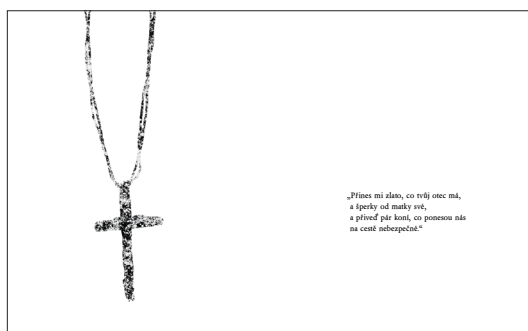 „Přines mi zlato, co tvůj otec má,
a šperky od matky své,
a přiveď pár koní, co ponesou nás
na cestě nebezpečné.“